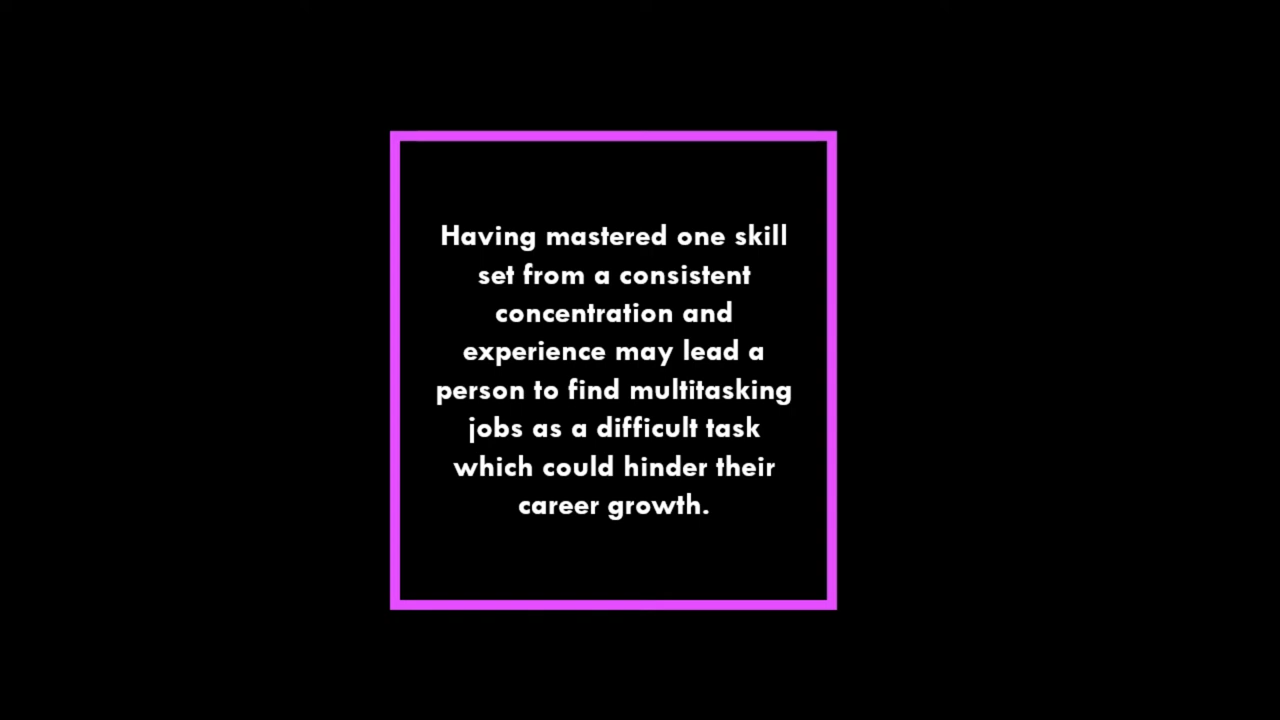 Having mastered one skill
set from a consistent
concentration and
experience may lead a
person to find multitasking
jobs as a difficult task
which could hinder their
career growth.